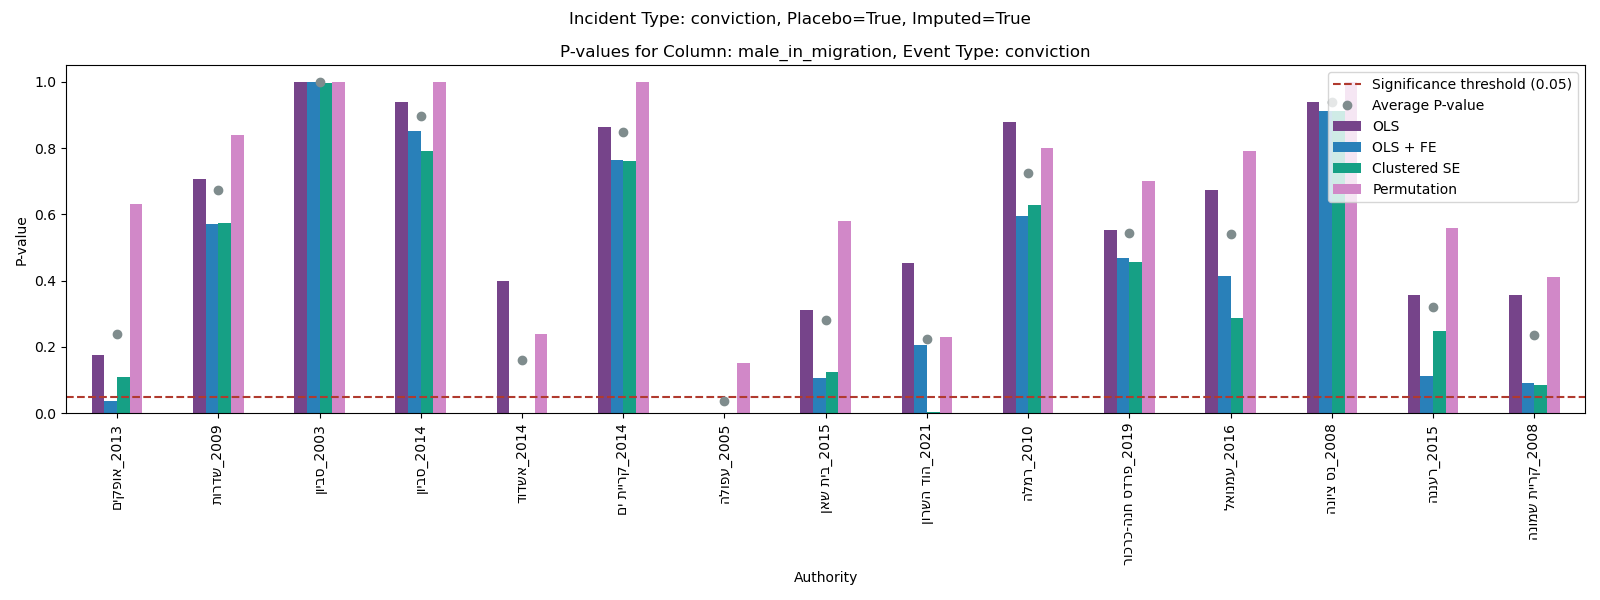 Incident Type: conviction, Placebo=True, Imputed=True
P-values for Column: male_in_migration, Event Type: conviction
P-value
1.0
0.8
0.6
0.4
0.2
0.0
Significance threshold (0.05)
Average P-value
OLS
OLS + FE
Clustered SE
Permutation
אופקים_2013
שדרות_2009
סביון_2003
סביון_2014
אשדוד_2014
קריית ים_2014
עפולה_2005
בית שאן_2015
הוד השרון_2021
רמלה_2010
פרדס חנה-כרכור_2019
עמנואל_2016
נס ציונה_2008
רעננה_2015
קריית שמונה_2008
Authority